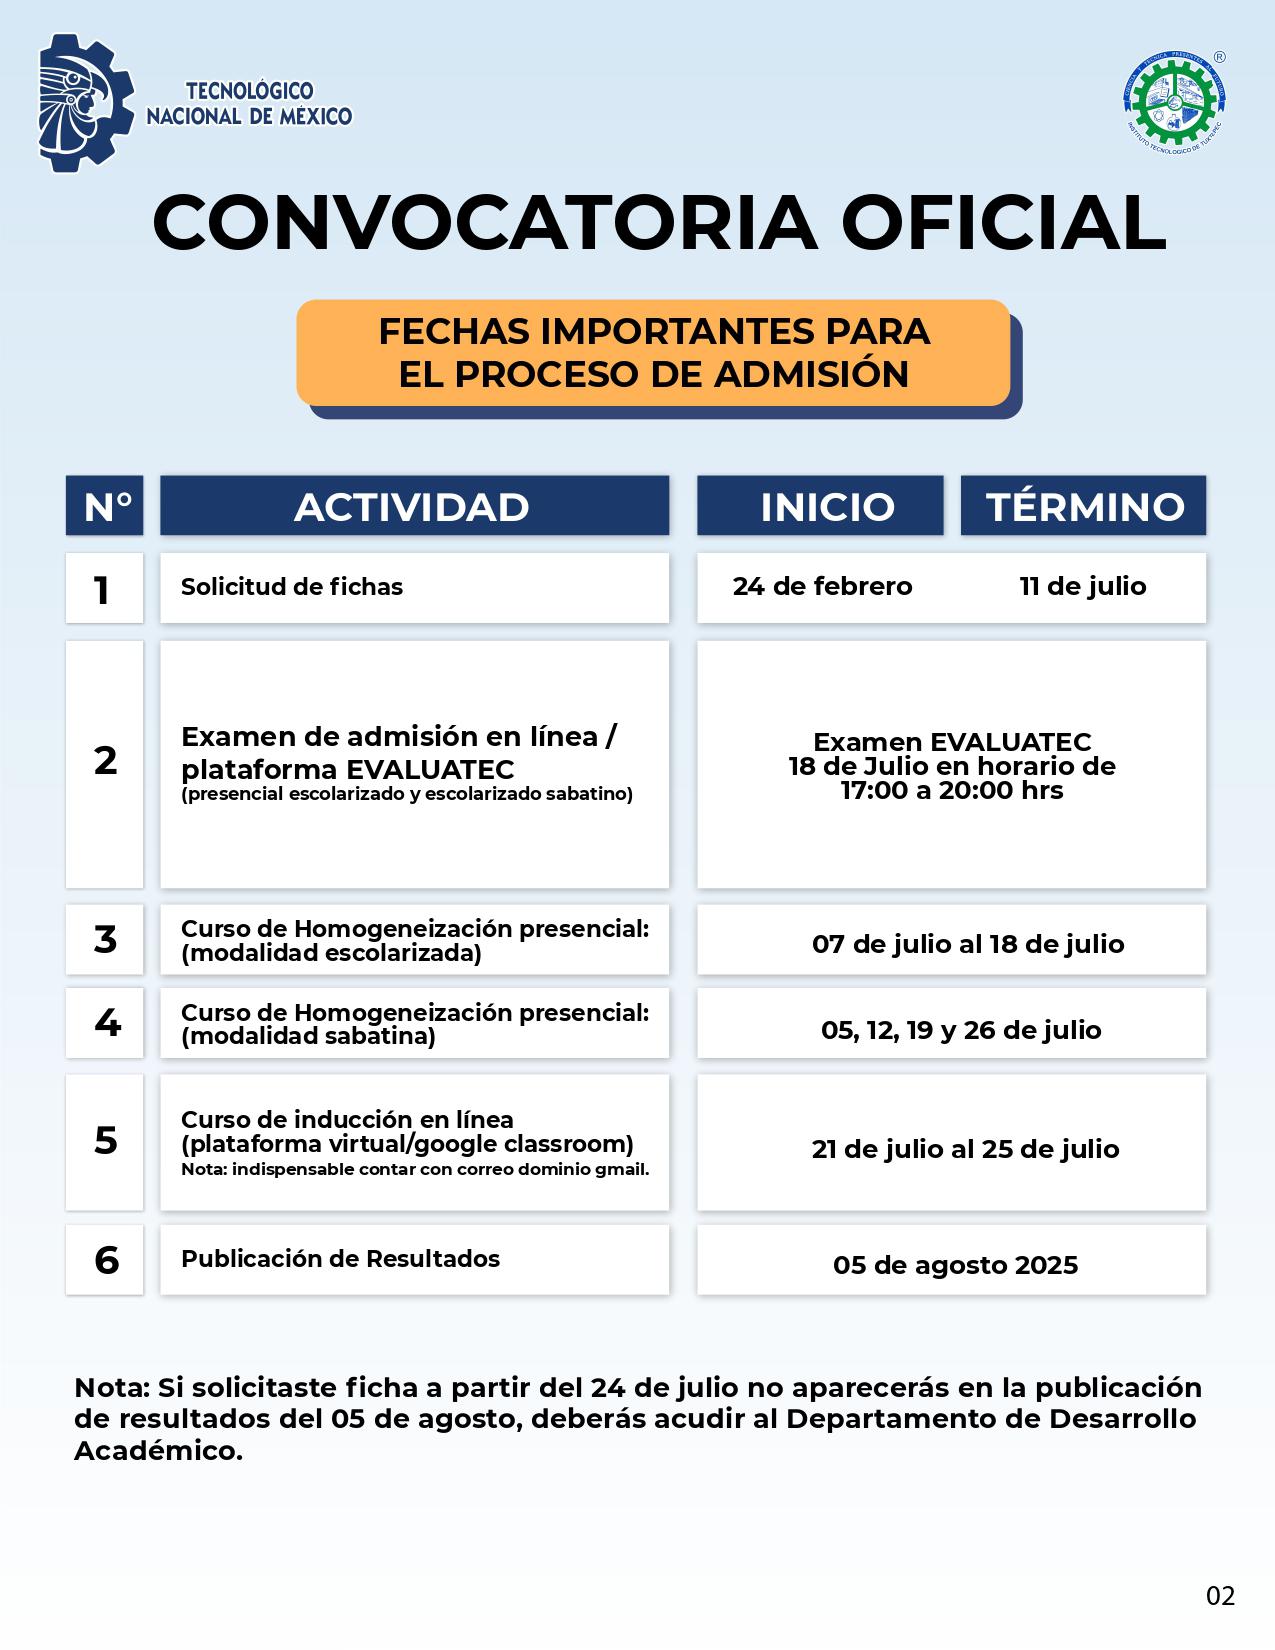 TECNOLÓGICO
NACIONAL DE MÉXICO
CIENCIA Y TECNICA PRESENTES AL FUTURO
®
INSTITUTO TECNOLOGICO DE TUXTEPEC
CONVOCATORIA OFICIAL
FECHAS IMPORTANTES PARA
EL PROCESO DE ADMISIÓN
N° ACTIVIDAD INICIO TÉRMINO
1 Solicitud de fichas 24 de febrero 11 de julio
2
Examen de admisión en línea /
plataforma EVALUATEC
(presencial escolarizado y escolarizado sabatino)
Examen EVALUATEC
18 de Julio en horario de
17:00 a 20:00 hrs
3
Curso de Homogeneización presencial:
(modalidad escolarizada)
07 de julio al 18 de julio
4
Curso de Homogeneización presencial:
(modalidad sabatina)
05, 12, 19 y 26 de julio
5
Curso de inducción en línea
(plataforma virtual/google classroom)
Nota: indispensable contar con correo dominio gmail.
21 de julio al 25 de julio
6 Publicación de Resultados 05 de agosto 2025
Nota: Si solicitaste ficha a partir del 24 de julio no aparecerás en la publicación
de resultados del 05 de agosto, deberás acudir al Departamento de Desarrollo
Académico.
02